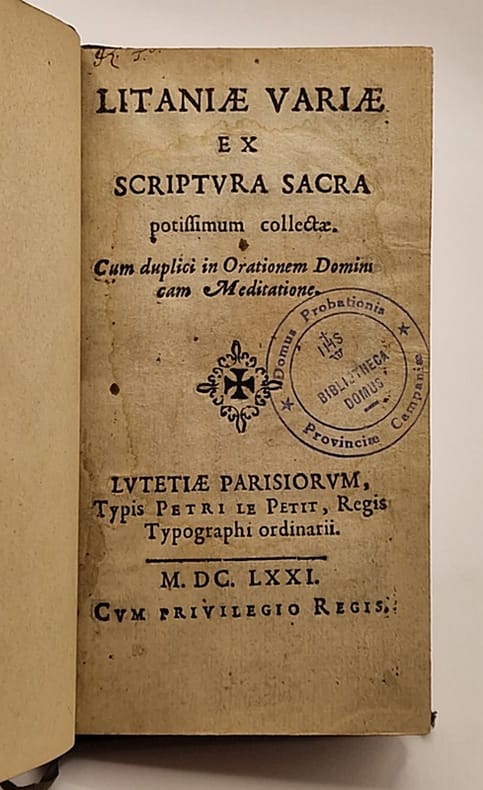 LITANIÆ VARIÆ
EX
SCRIPTVRA SACRA
potiſſimum collectæ.
Cum duplici in Orationem Domini
cam Meditatione.
Domus Probationis
IHS
BIBLIOTHECA
DOMUS
Provinciæ Campaniæ
LVTETIÆ PARISIORVM,
Typis PETRI LE PETIT, Regis
Typographi ordinarii.
M. DC. LXXI.
CVM PRIVILEGIO REGIS.